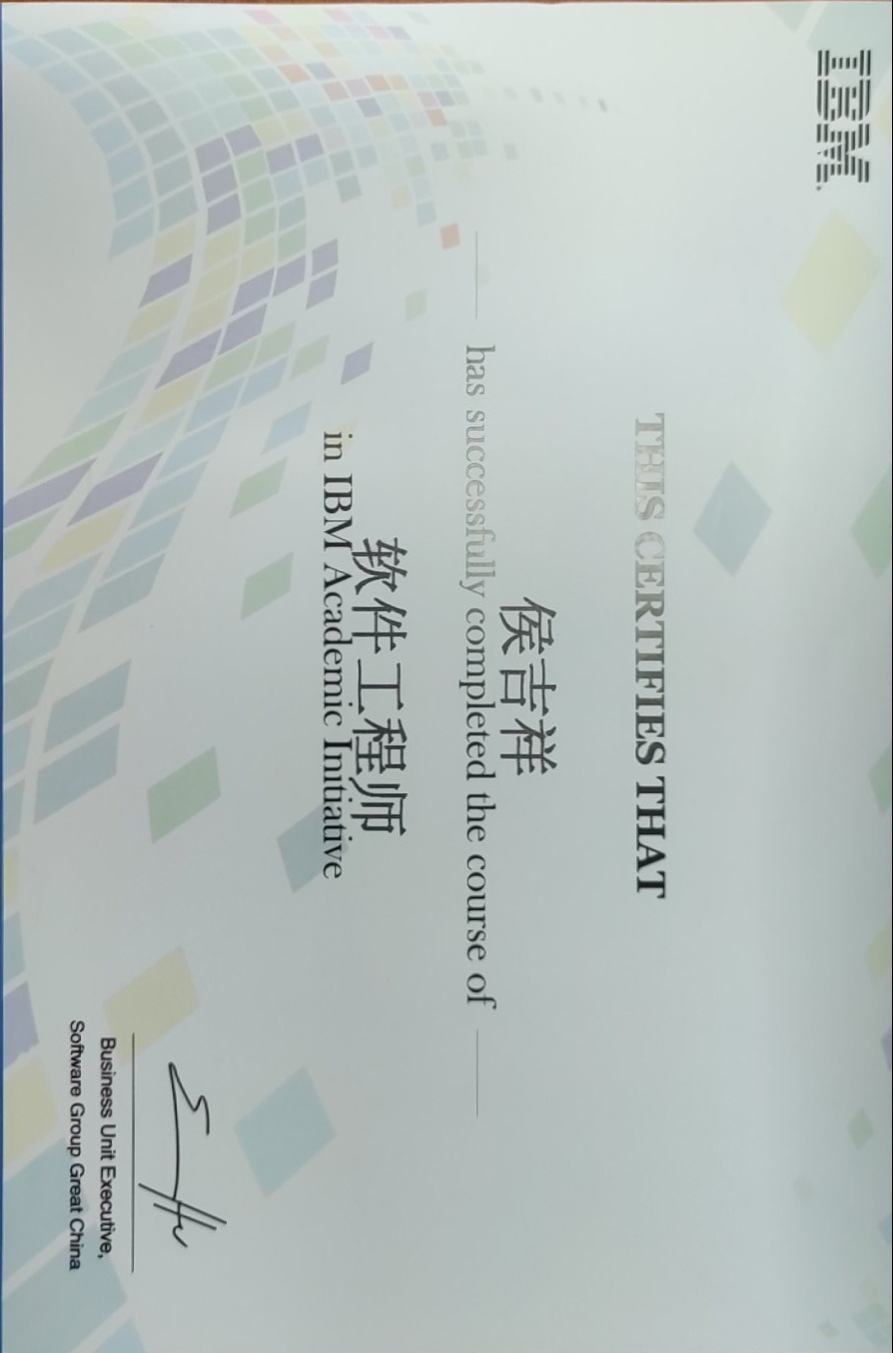 IBM
THIS CERTIFIES THAT
侯吉祥
has successfully completed the course of
软件工程师
in IBM Academic Initiative
Business Unit Executive,
Software Group Great China